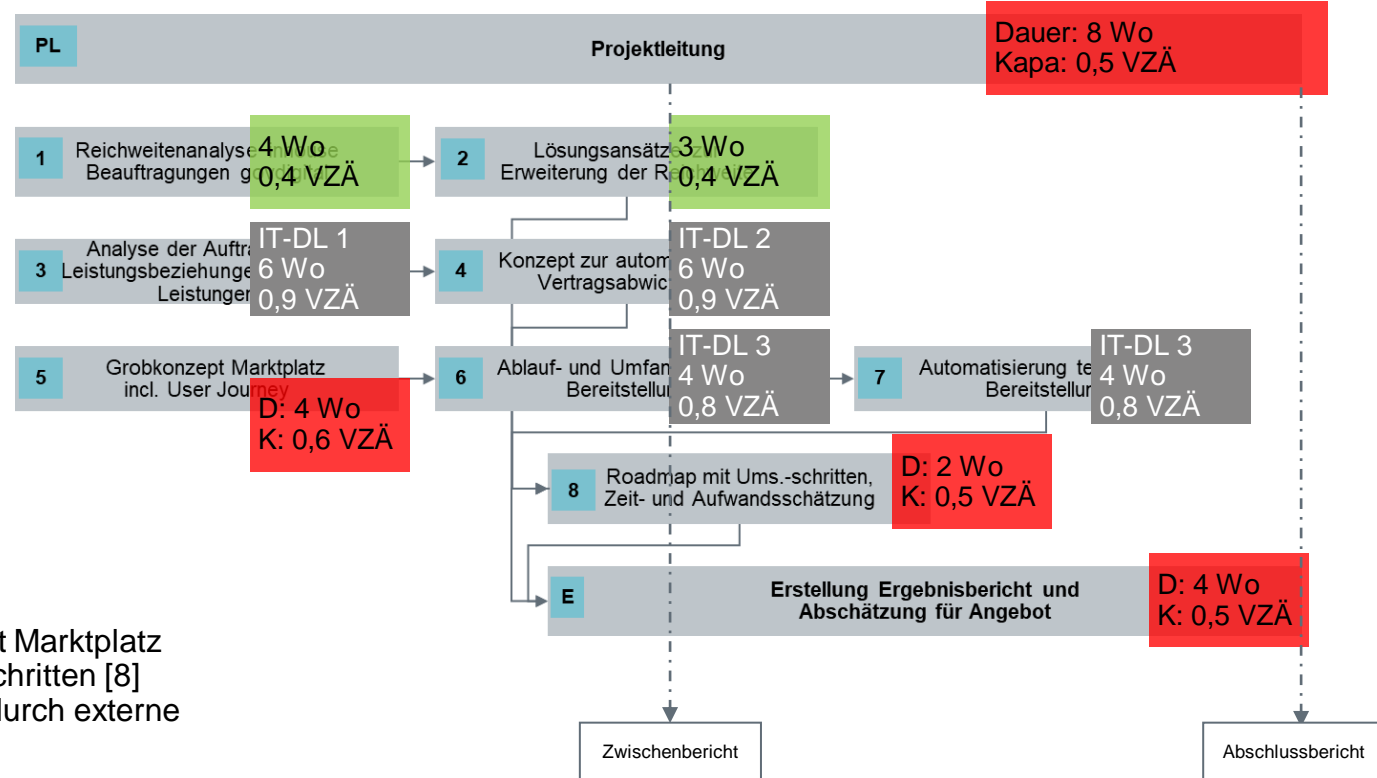 PL
Projektleitung
Dauer: 8 Wo
Kapa: 0,5 VZÄ
1
Reichweitenanalyse
Beauftragungen
4 Wo
0,4 VZÄ
2
Lösungsansätze zur
Erweiterung der Reichweite
3 Wo
0,4 VZÄ
3
Analyse der
Leistungsbeziehunge
Leistungen
IT-DL 1
6 Wo
0,9 VZÄ
4
Konzept zur autom
Vertragsabwic
IT-DL 2
6 Wo
0,9 VZÄ
5
Grobkonzept Marktplatz
incl. User Journey
D: 4 Wo
K: 0,6 VZÄ
6
Ablauf- und Umfan
Bereitstellu
IT-DL 3
4 Wo
0,8 VZÄ
7
Automatisierung te
Bereitstellu
IT-DL 3
4 Wo
0,8 VZÄ
8
Roadmap mit Ums.-schritten,
Zeit- und Aufwandsschätzung
D: 2 Wo
K: 0,5 VZÄ
E
Erstellung Ergebnisbericht und
Abschätzung für Angebot
D: 4 Wo
K: 0,5 VZÄ
t Marktplatz
chritten [8]
durch externe
Zwischenbericht
Abschlussbericht